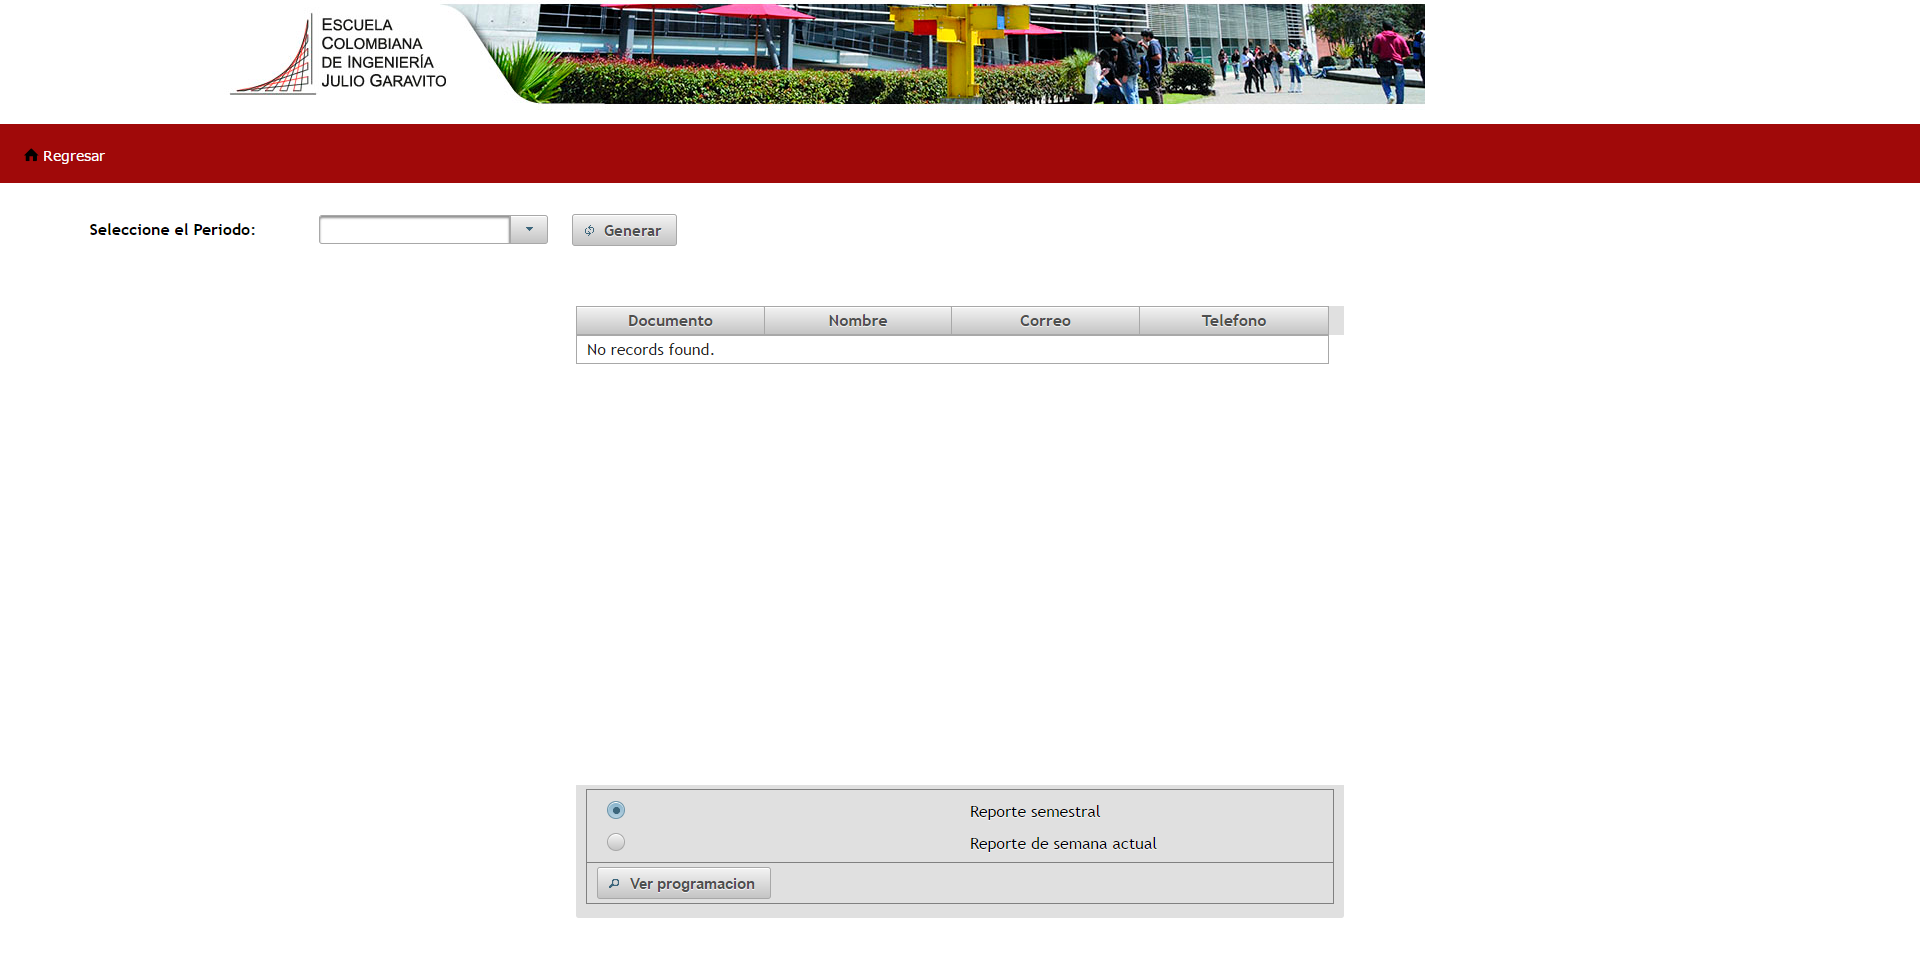 ESCUELA
COLOMBIANA
DE INGENIERÍA
JULIO GARAVITO
Regresar
Seleccione el Periodo:
Generar
Documento Nombre Correo Telefono
No records found.
Reporte semestral
Reporte de semana actual
Ver programacion